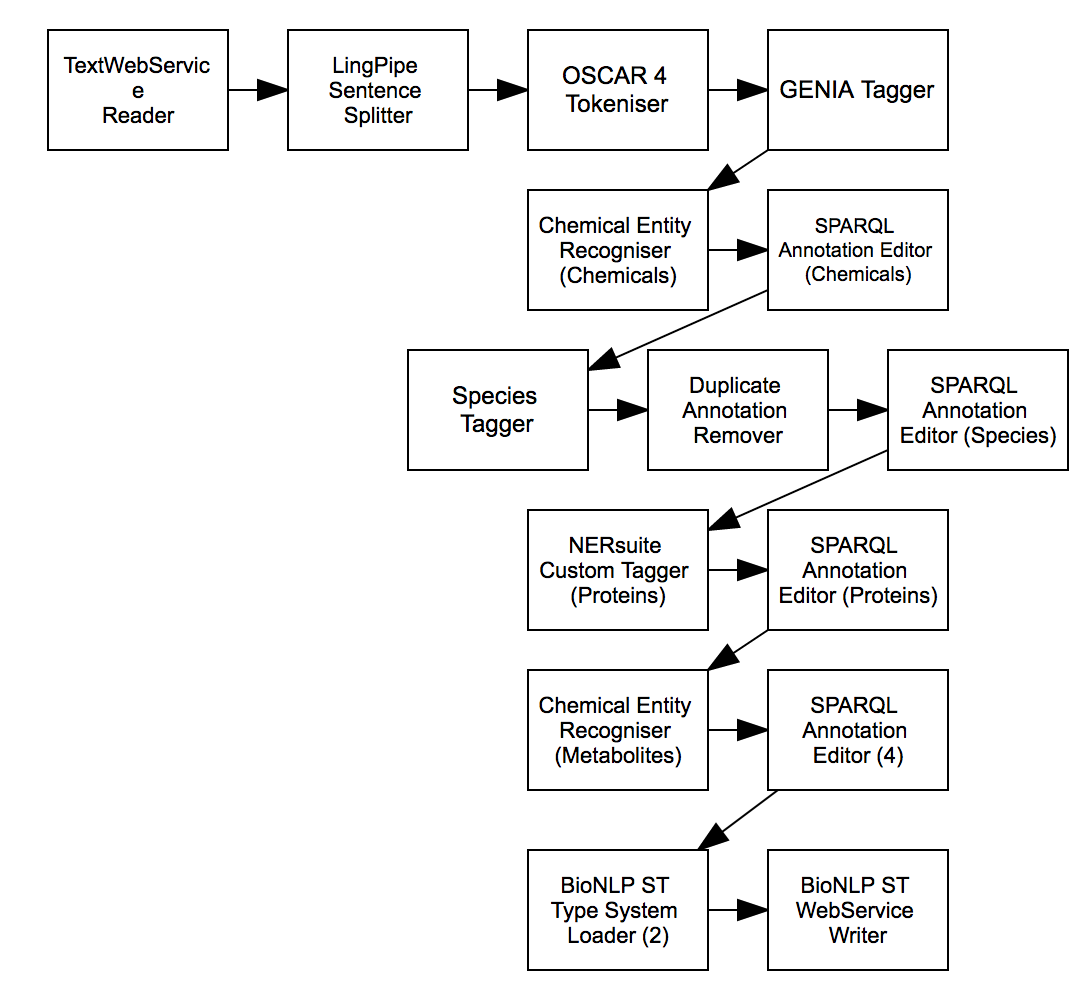 TextWebServic
e
Reader
LingPipe
Sentence
Splitter
OSCAR 4
Tokeniser
GENIA Tagger
Chemical Entity
Recogniser
(Chemicals)
SPARQL
Annotation Editor
(Chemicals)
Species
Tagger
Duplicate
Annotation
Remover
SPARQL
Annotation
Editor (Species)
NERsuite
Custom Tagger
(Proteins)
SPARQL
Annotation
Editor (Proteins)
Chemical Entity
Recogniser
(Metabolites)
SPARQL
Annotation
Editor (4)
BioNLP ST
Type System
Loader (2)
BioNLP ST
WebService
Writer